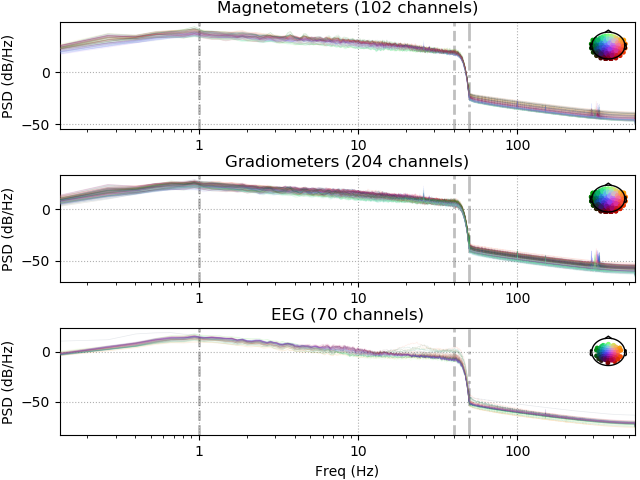 Magnetometers (102 channels)
PSD (dB/Hz)
0
−50
1 10 100
Gradiometers (204 channels)
PSD (dB/Hz)
0
−50
1 10 100
EEG (70 channels)
PSD (dB/Hz)
0
−50
1 10 100
Freq (Hz)